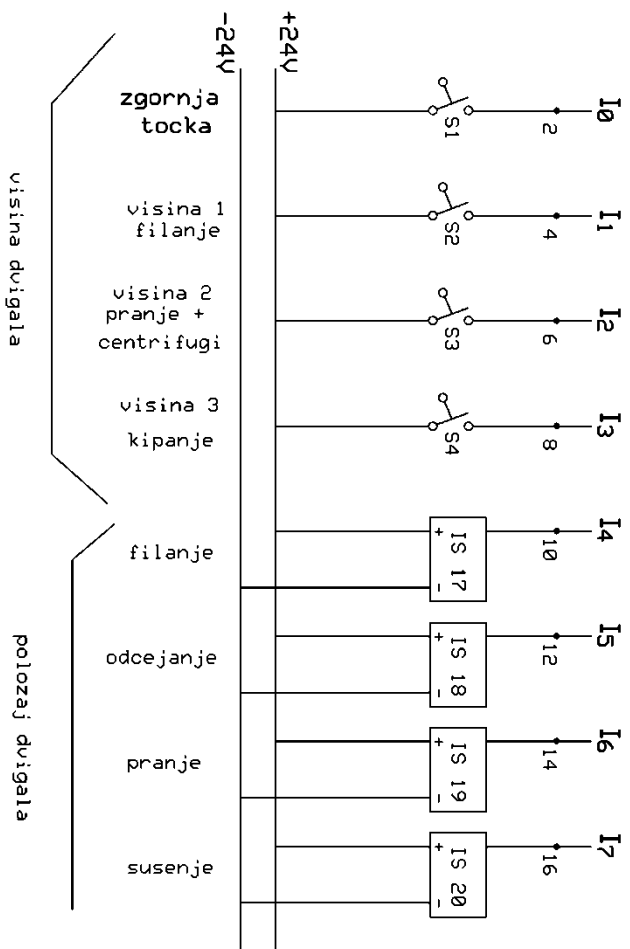 -24V
+24V
zgornja
tocka
S1
2
I0
visina 1
filanje
S2
4
I1
visina 2
pranje +
centrifugi
S3
6
I2
visina 3
kipanje
S4
8
I3
visina dvigala
filanje
+ IS 17 -
10
I4
odcejanje
+ IS 18 -
12
I5
pranje
+ IS 19 -
14
I6
susenje
+ IS 20 -
16
I7
polozaj dvigala